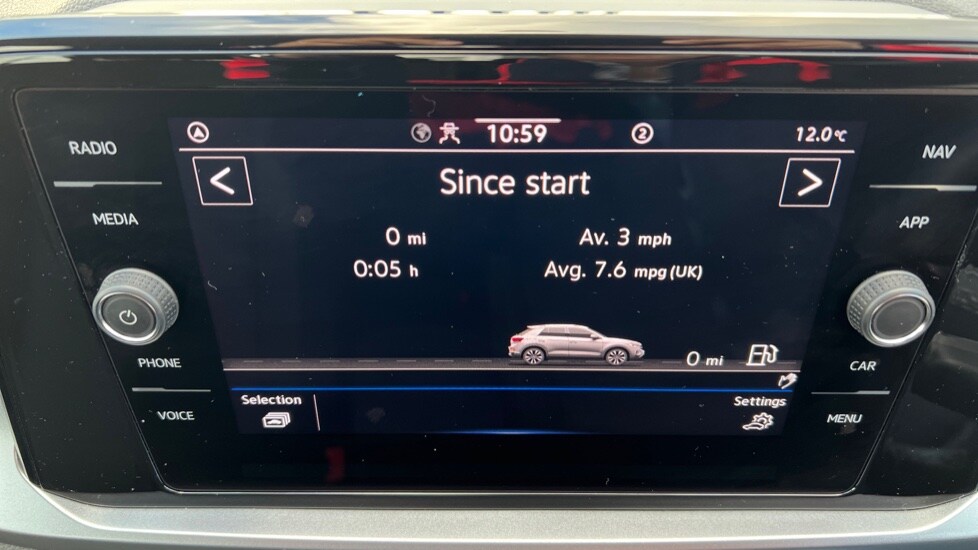 10:59 2 12.0℃
RADIO
MEDIA
PHONE
VOICE
< Since start >
0 mi Av. 3 mph
0:05 h Avg. 7.6 mpg (UK)
0 mi
Selection Settings
NAV
APP
CAR
MENU